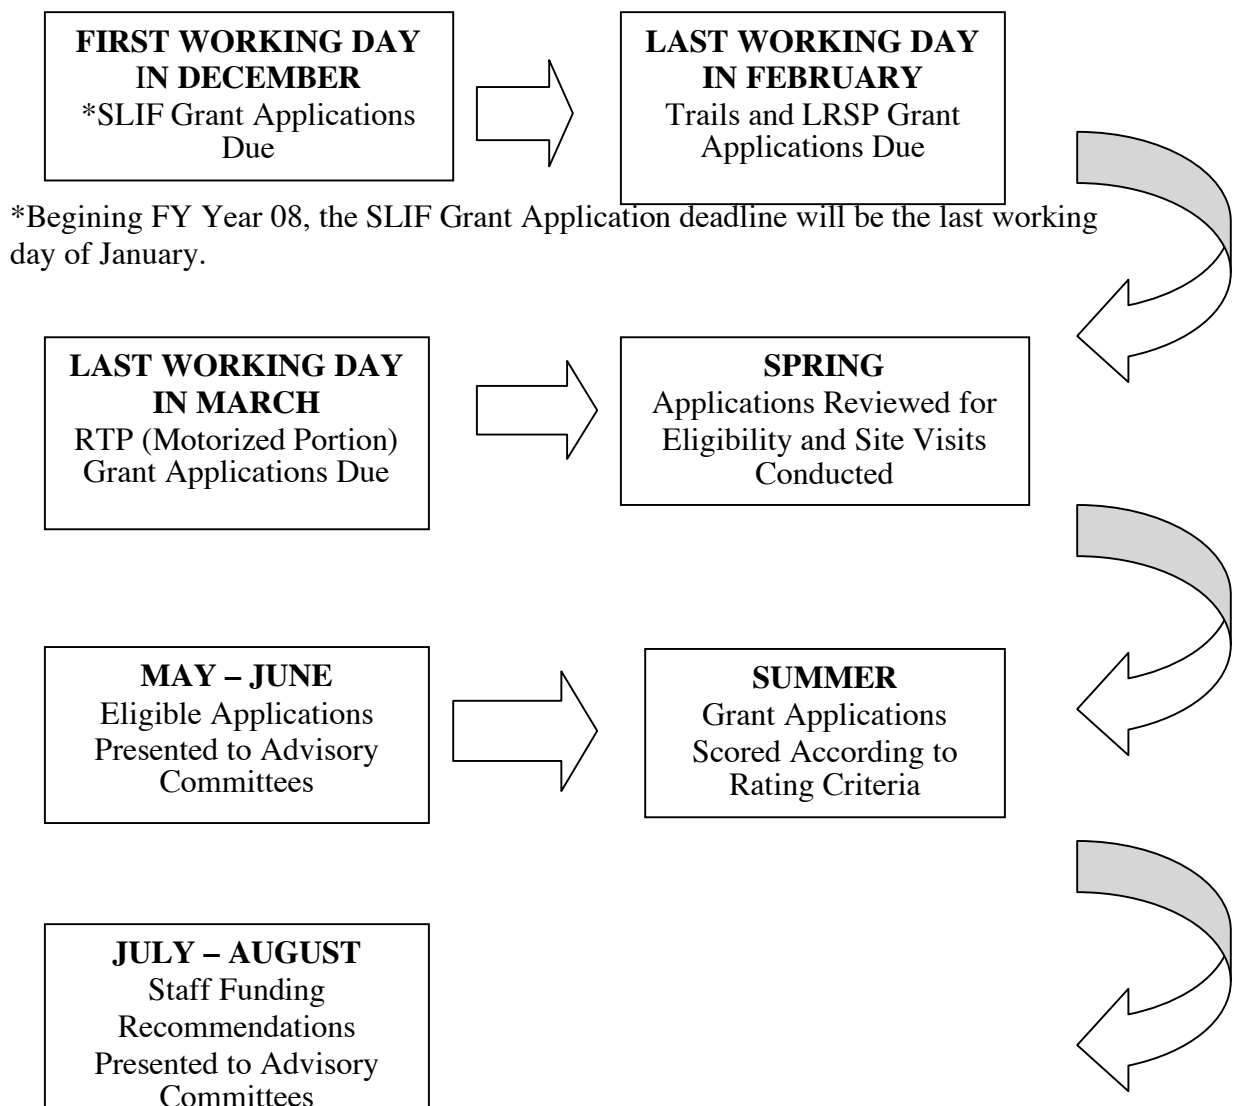 FIRST WORKING DAY
IN DECEMBER
*SLIF Grant Applications
Due
LAST WORKING DAY
IN FEBRUARY
Trails and LRSP Grant
Applications Due
*Begining FY Year 08, the SLIF Grant Application deadline will be the last working
day of January.
LAST WORKING DAY
IN MARCH
RTP (Motorized Portion)
Grant Applications Due
SPRING
Applications Reviewed for
Eligibility and Site Visits
Conducted
MAY – JUNE
Eligible Applications
Presented to Advisory
Committees
SUMMER
Grant Applications
Scored According to
Rating Criteria
JULY – AUGUST
Staff Funding
Recommendations
Presented to Advisory
Committees